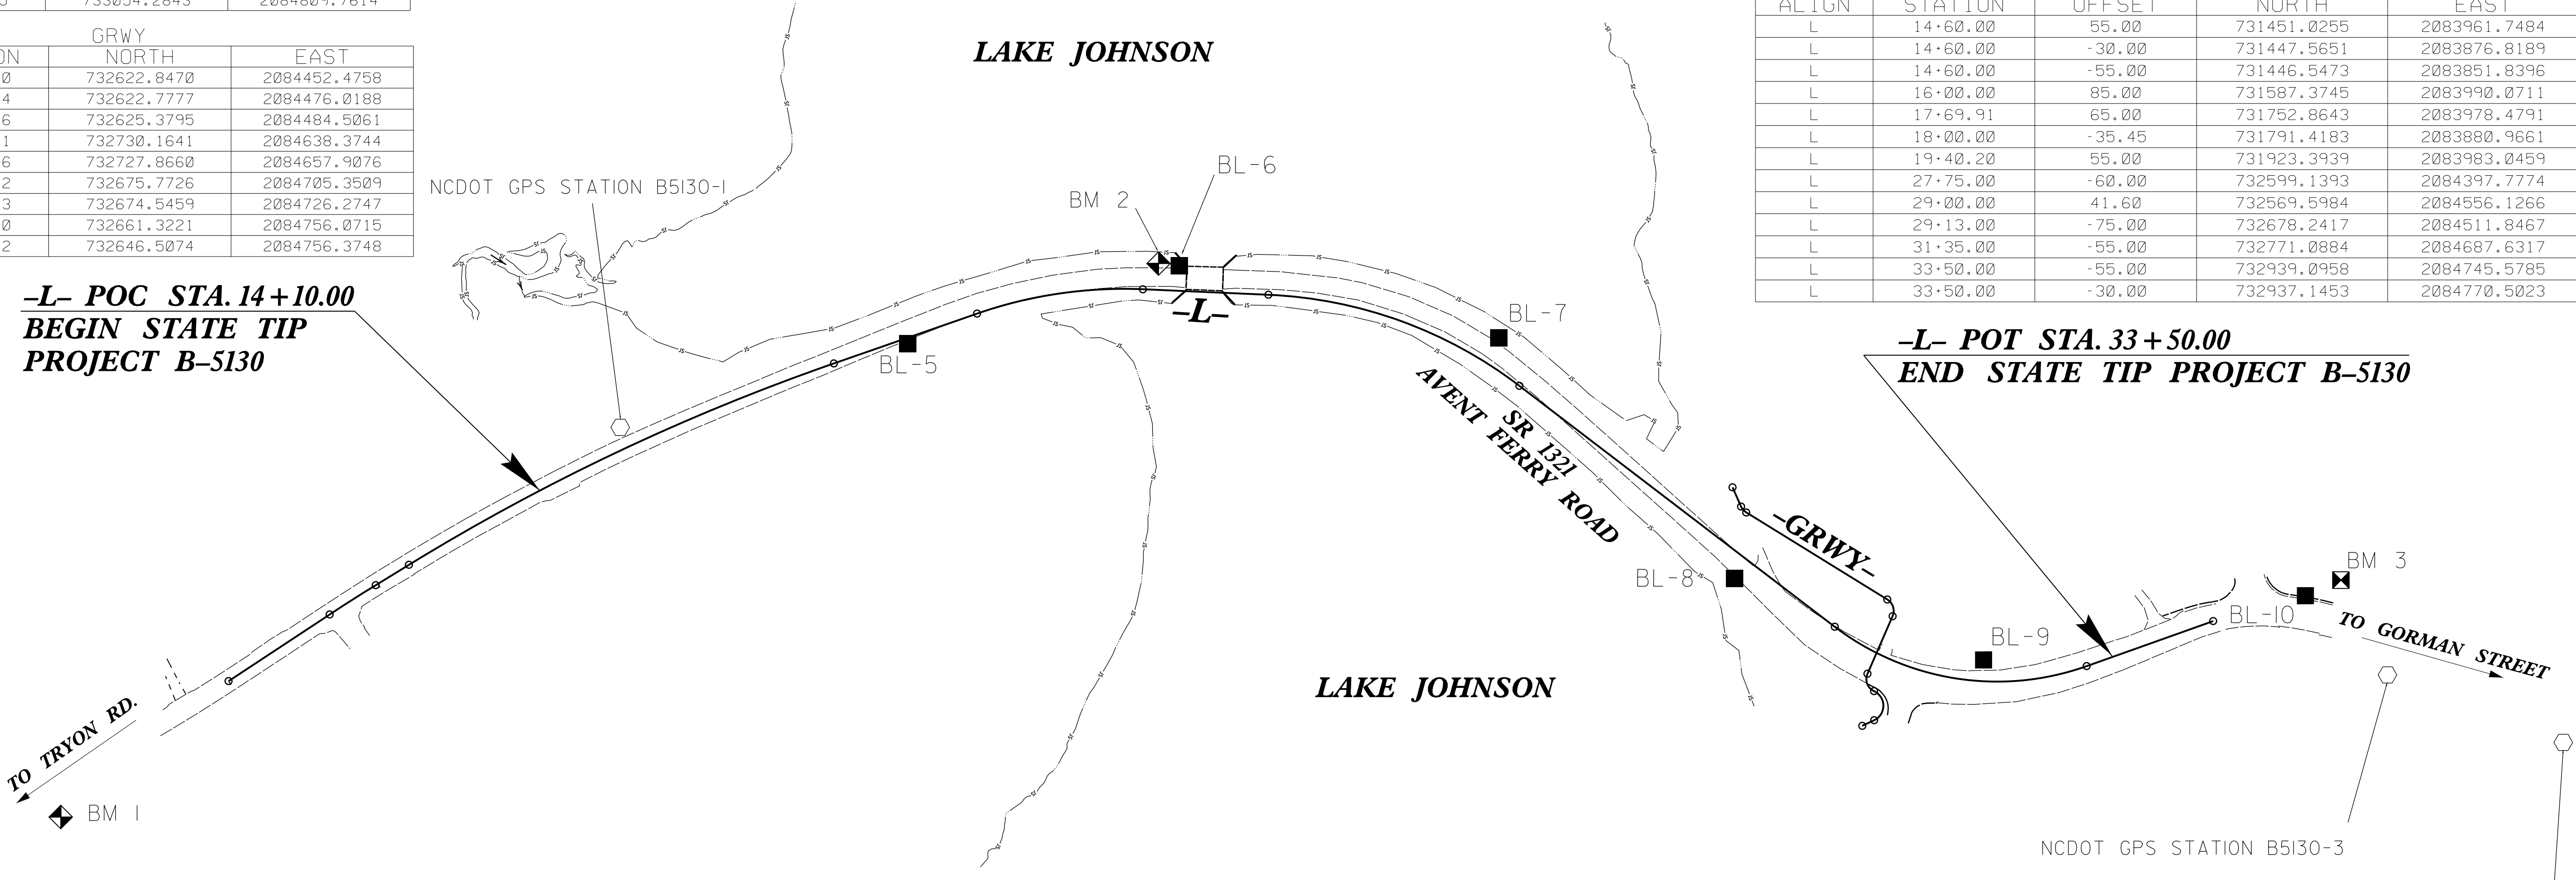 733054.2843 2084809.7614
GRWY
ON NORTH EAST
0 732622.8470 2084452.4758
4 732622.7777 2084476.0188
6 732625.3795 2084484.5061
1 732730.1641 2084638.3744
6 732727.8660 2084657.9076
2 732675.7726 2084705.3509
3 732674.5459 2084726.2747
0 732661.3221 2084756.0715
2 732646.5074 2084756.3748
LAKE JOHNSON
ALIGN STATION OFFSET NORTH EAST
L 14+60.00 55.00 731451.0255 2083961.7484
L 14+60.00 -30.00 731447.5651 2083876.8189
L 14+60.00 -55.00 731446.5473 2083851.8396
L 16+00.00 85.00 731587.3745 2083990.0711
L 17+69.91 65.00 731752.8643 2083978.4791
L 18+00.00 -35.45 731791.4183 2083880.9661
L 19+40.20 55.00 731923.3939 2083983.0459
L 27+75.00 -60.00 732599.1393 2084397.7774
L 29+00.00 41.60 732569.5984 2084556.1266
L 29+13.00 -75.00 732678.2417 2084511.8467
L 31+35.00 -55.00 732771.0884 2084687.6317
L 33+50.00 -55.00 732939.0958 2084745.5785
L 33+50.00 -30.00 732937.1453 2084770.5023
NCDOT GPS STATION B5130-1
BM 2
BL-6
-L- POC STA. 14+10.00
BEGIN STATE TIP
PROJECT B-5130
BL-5
-L-
BL-7
-L- POT STA. 33+50.00
END STATE TIP PROJECT B-5130
SR 1321
AVENT FERRY ROAD
-GRWY-
BL-8
BL-9
BL-10
BM 3
TO GORMAN STREET
LAKE JOHNSON
TO TRYON RD.
BM 1
NCDOT GPS STATION B5130-3